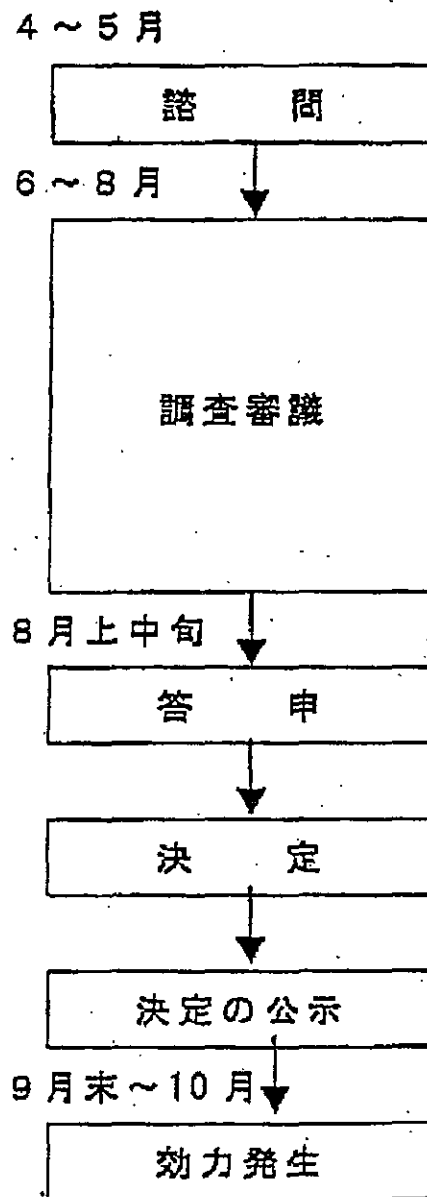 4～5月
諮問
6～8月
調査審議
8月上中旬
答申
決定
決定の公示
9月末～10月
効力発生